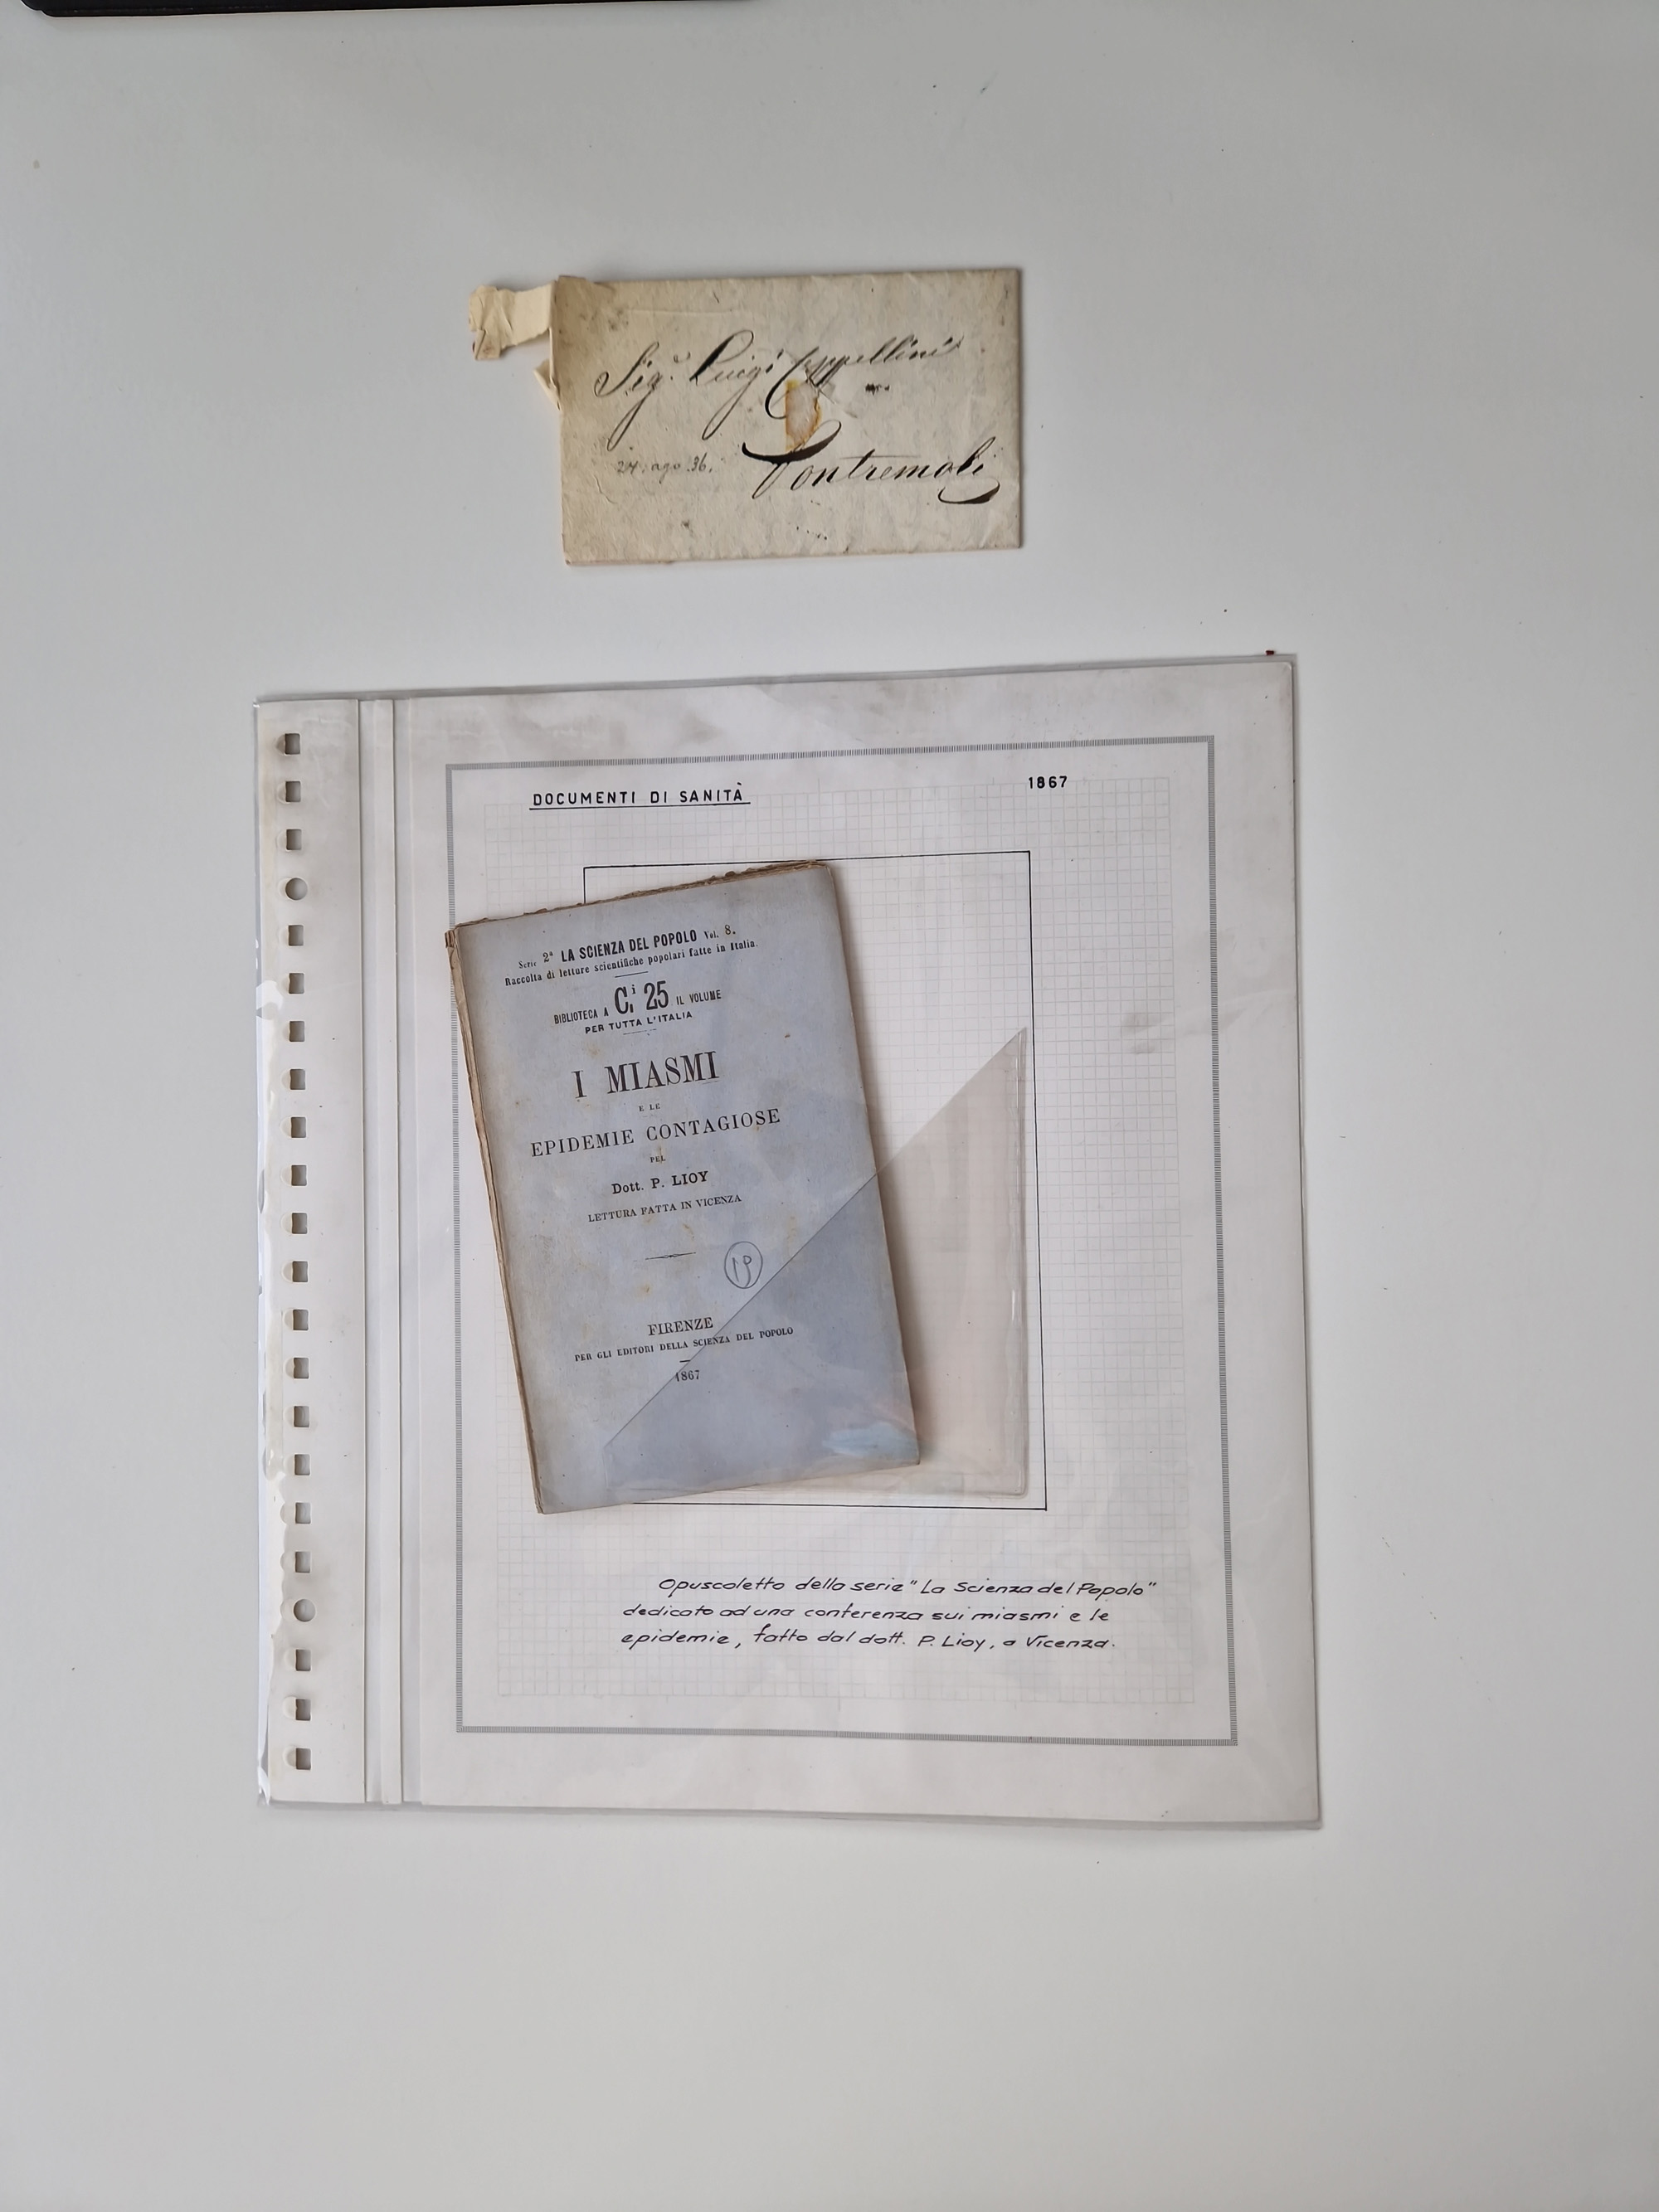 Sig.r Luigi Cappellini
24. ago. 36.
Pontremoli
DOCUMENTI DI SANITÀ
1867
Serie 2ª LA SCIENZA DEL POPOLO Vol. 8.
Raccolta di letture scientifiche popolari fatte in Italia.
BIBLIOTECA A Ci 25 IL VOLUME
PER TUTTA L'ITALIA
I MIASMI
E LE
EPIDEMIE CONTAGIOSE
PEL
Dott. P. LIOY
LETTURA FATTA IN VICENZA
19
FIRENZE
PER GLI EDITORI DELLA SCIENZA DEL POPOLO
1867
Opuscoletto della serie "La Scienza del Popolo"
dedicato ad una conferenza sui miasmi e le
epidemie, fatto dal dott. P. Lioy, a Vicenza.